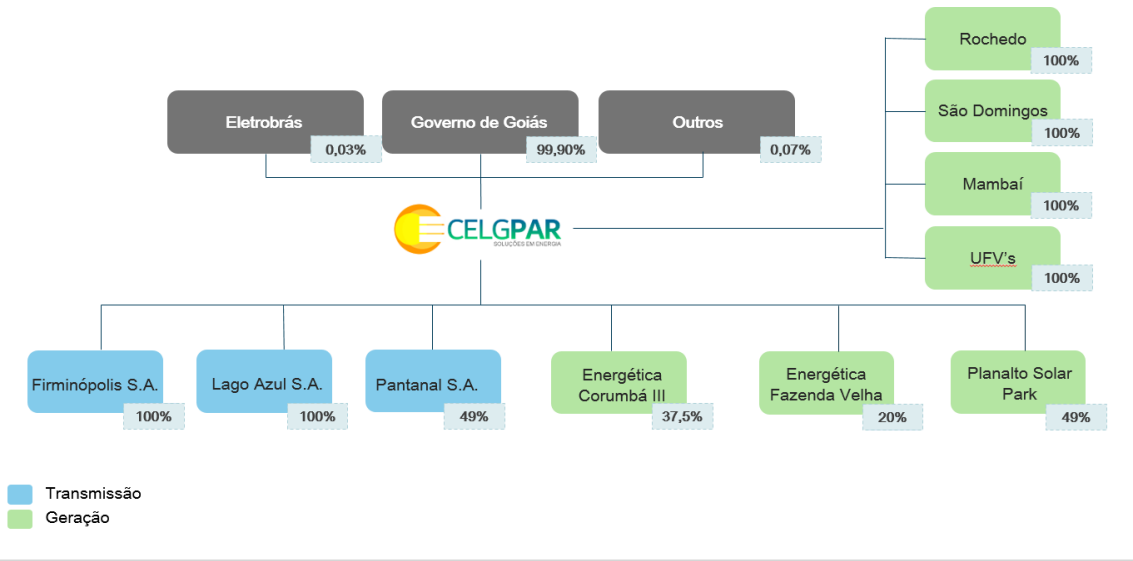 Rochedo
100%
São Domingos
100%
Mambaí
100%
UFV's
100%
Eletrobrás
0,03%
Governo de Goiás
99,90%
Outros
0,07%
CELGPAR
SOLUÇÕES EM ENERGIA
Firminópolis S.A.
100%
Lago Azul S.A.
100%
Pantanal S.A.
49%
Energética
Corumbá III
37,5%
Energética
Fazenda Velha
20%
Planalto Solar
Park
49%
Transmissão
Geração